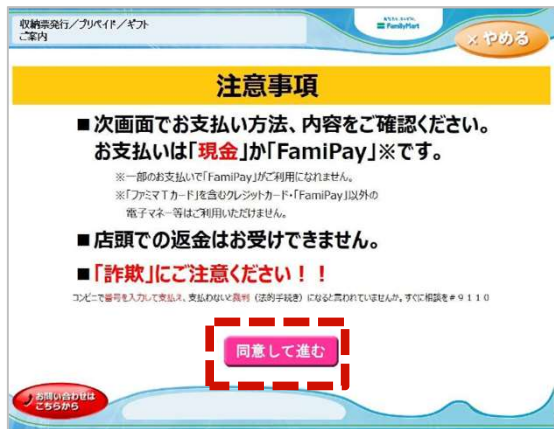 収納票発行/プリペイド/ギフト
ご案内
FamilyMart
×やめる
注意事項
■次画面でお支払い方法、内容をご確認ください。
お支払いは「現金」か「FamiPay」※です。
※一部のお支払いで「FamiPay」がご利用になれません。
※「ファミマTカード」を含むクレジットカード・「FamiPay」以外の
電子マネー等はご利用いただけません。
■店頭での返金はお受けできません。
■「詐欺」にご注意ください!!
コンビニで番号を入力して支払え、支払わないと裁判(法的手続き)になると言われていませんか。すぐに相談を#9110
同意して進む
お問い合わせは
こちらから